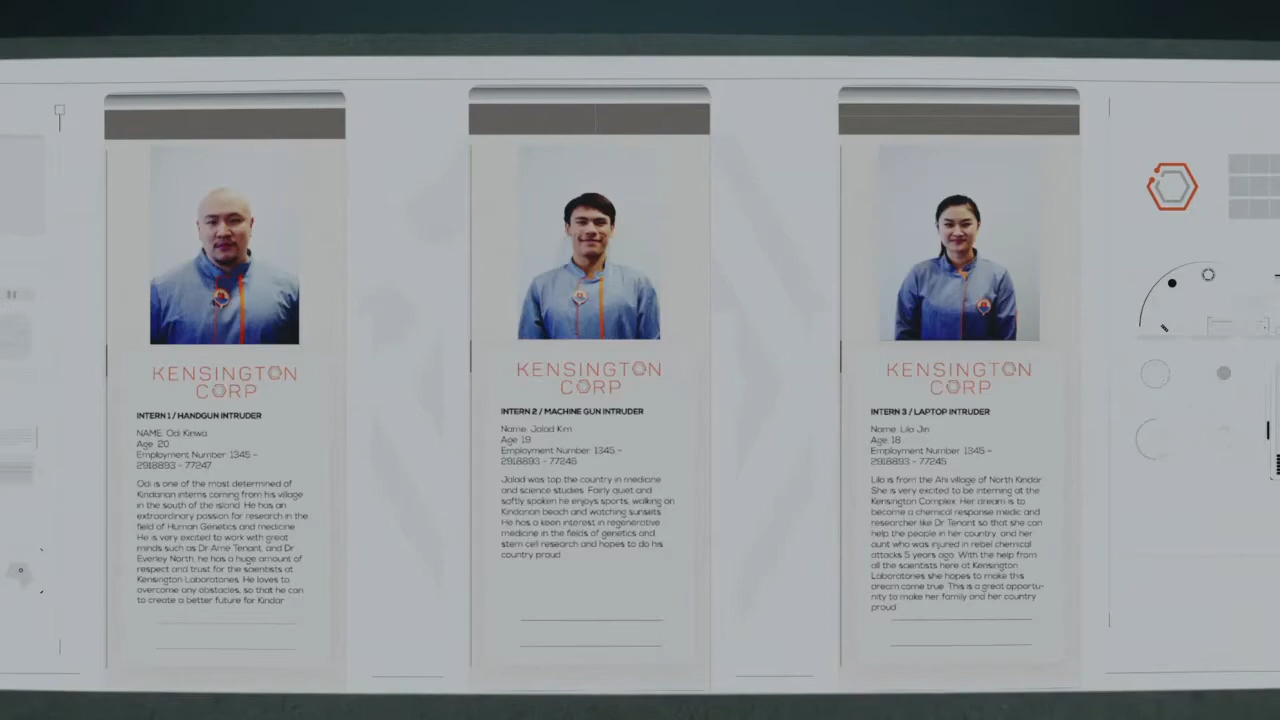 KENSINGTON
CORP
INTERN 1 / HANDGUN INTRUDER
NAME: Odi Kinwa
Age: 20
Employment Number: 1345 -
2918893 - 77247
Odi is one of the most determined of
Kindarian interns coming from his village
in the south of the island. He has an
extraordinary passion for research in the
field of Human Genetics and medicine.
He is very excited to work with great
minds such as Dr Arne Tenant, and Dr
Everley North, he has a huge amount of
respect and trust for the scientists at
Kensington Laboratories. He loves to
overcome any obstacles, so that he can
to create a better future for Kindar
KENSINGTON
CORP
INTERN 2 / MACHINE GUN INTRUDER
Name: Jalad Kim
Age: 19
Employment Number: 1345 -
2918893 - 77246
Jalad was top the country in medicine
and science studies. Fairly quiet and
softly spoken he enjoys sports, walking on
Kindarian beach and watching sunsets.
He has a keen interest in regenerative
medicine in the fields of genetics and
stem cell research and hopes to do his
country proud
KENSINGTON
CORP
INTERN 3 / LAPTOP INTRUDER
Name: Lila Jin
Age: 18
Employment Number: 1345 -
2918893 - 77245
Lila is from the Ahi village of North Kindar
She is very excited to be interning at the
Kensington Complex. Her dream is to
become a chemical response medic and
researcher like Dr Tenant so that she can
help the people in her country, and her
aunt who was injured in rebel chemical
attacks 5 years ago. With the help from
all the scientists here at Kensington
Laboratories she hopes to make this
dream come true. This is a great opportu-
nity to make her family and her country
proud